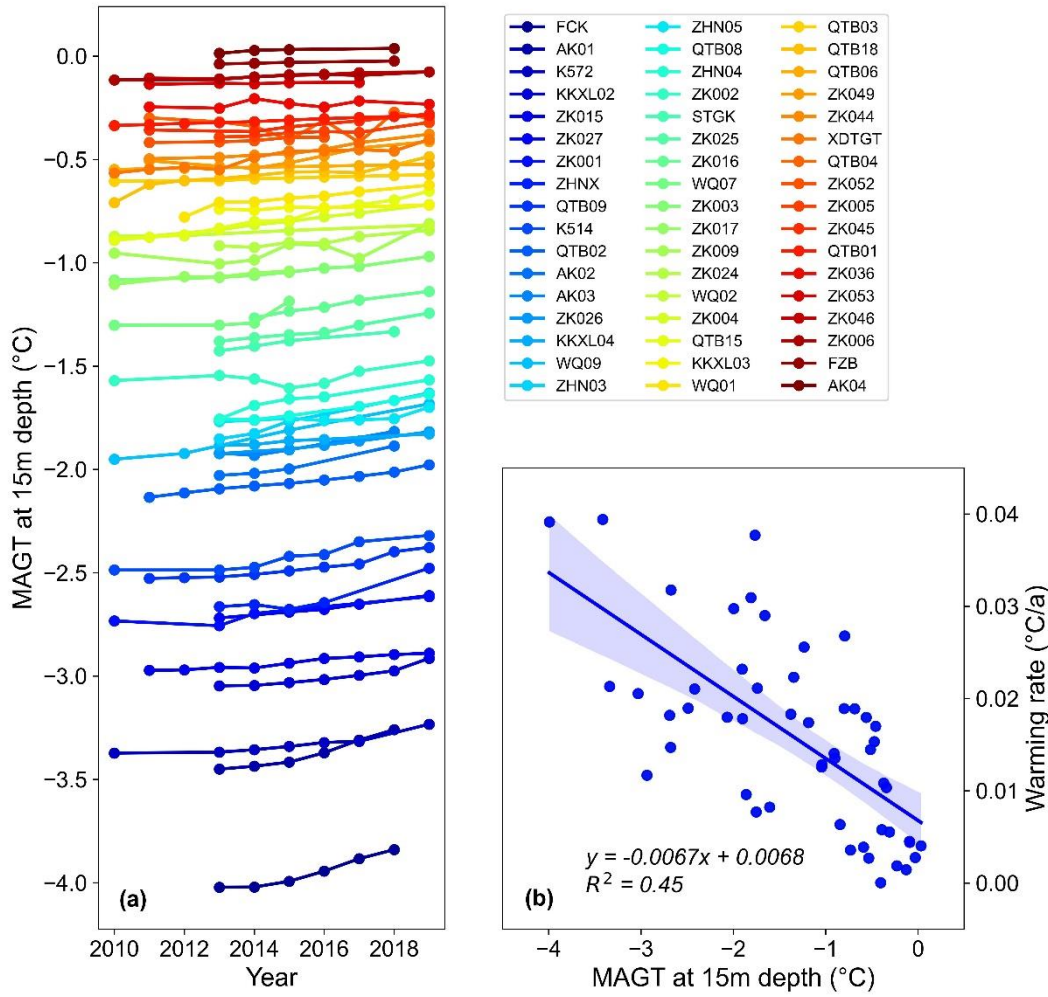 0.0
-0.5
-1.0
-1.5
-2.0
-2.5
-3.0
-3.5
-4.0
MAGT at 15m depth (°C)
(a)
2010 2012 2014 2016 2018
Year
FCK
AK01
K572
KKXL02
ZK015
ZK027
ZK001
ZHNX
QTB09
K514
QTB02
AK02
AK03
ZK026
KKXL04
WQ09
ZHN03
ZHN05
QTB08
ZHN04
ZK002
STGK
ZK025
ZK016
WQ07
ZK003
ZK017
ZK009
ZK024
WQ02
ZK004
QTB15
KKXL03
WQ01
QTB03
QTB18
QTB06
ZK049
ZK044
XDTGT
QTB04
ZK052
ZK005
ZK045
QTB01
ZK036
ZK053
ZK046
ZK006
FZB
AK04
0.04
0.03
0.02
0.01
0.00
Warming rate (°C/a)
y = -0.0067x + 0.0068
R² = 0.45
(b)
−4 −3 −2 −1 0
MAGT at 15m depth (°C)